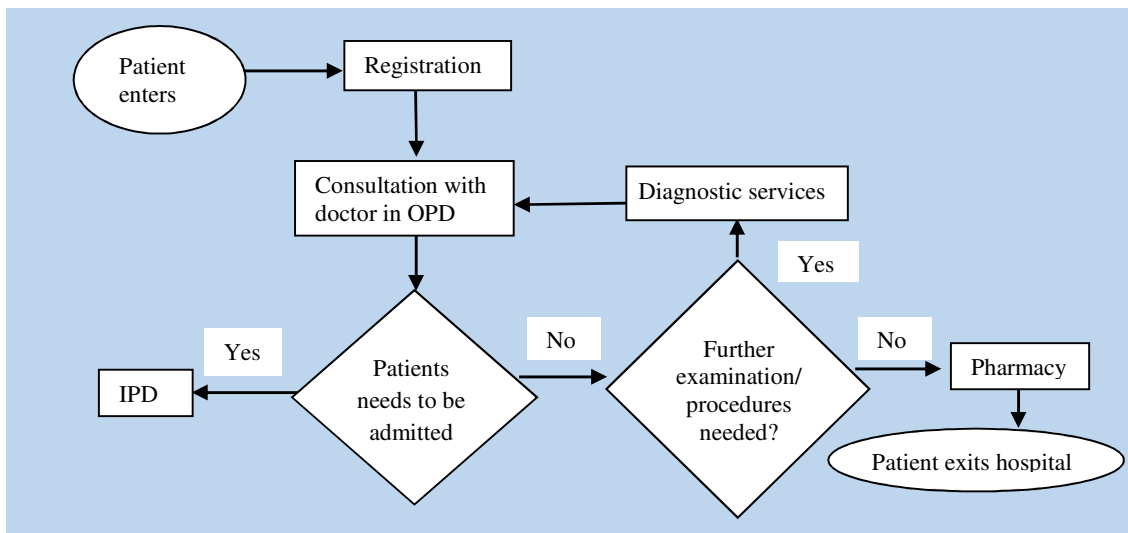 Patient
enters
Registration
Consultation with
doctor in OPD
Diagnostic services
Yes
Yes
No
No
IPD
Patients
needs to be
admitted
Further
examination/
procedures
needed?
Pharmacy
Patient exits hospital